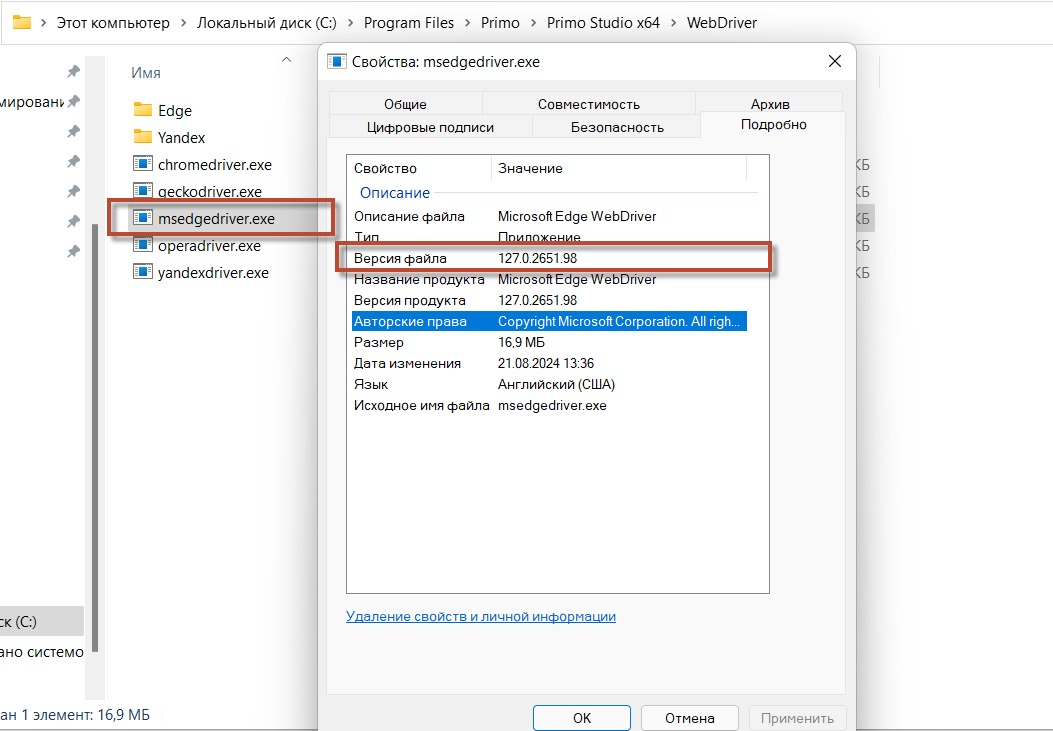 Этот компьютер > Локальный диск (C:) > Program Files > Primo > Primo Studio x64 > WebDriver
Имя
Edge
Yandex
chromedriver.exe
geckodriver.exe
msedgedriver.exe
operadriver.exe
yandexdriver.exe
КБ
КБ
КБ
КБ
КБ
ск (C:)
ано системо
ан 1 элемент: 16,9 МБ
Свойства: msedgedriver.exe
Общие Совместимость Архив
Цифровые подписи Безопасность Подробно
Свойство Значение
Описание
Описание файла Microsoft Edge WebDriver
Тип Приложение
Версия файла 127.0.2651.98
Название продукта Microsoft Edge WebDriver
Версия продукта 127.0.2651.98
Авторские права Copyright Microsoft Corporation. All righ...
Размер 16,9 МБ
Дата изменения 21.08.2024 13:36
Язык Английский (США)
Исходное имя файла msedgedriver.exe
Удаление свойств и личной информации
OK Отмена Применить